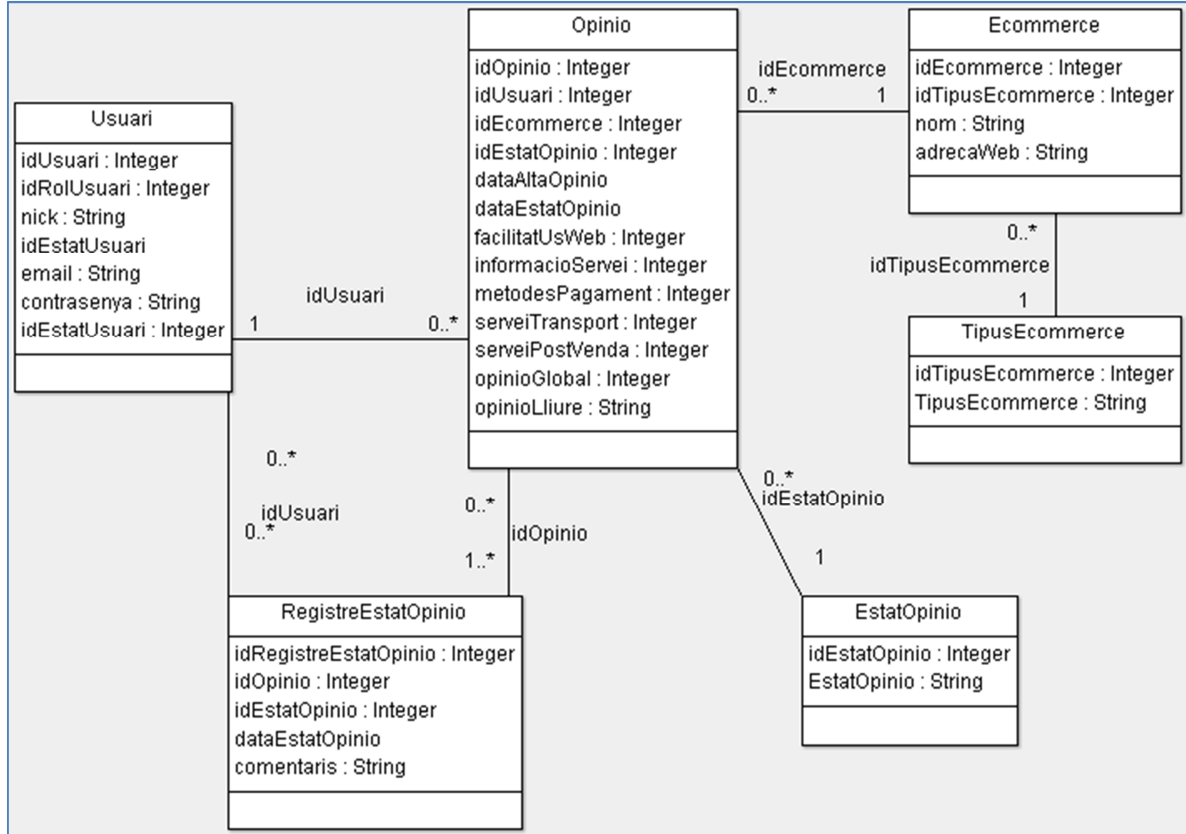 Usuari
idUsuari : Integer
idRolUsuari : Integer
nick : String
idEstatUsuari
email : String
contrasenya : String
idEstatUsuari : Integer
idUsuari
1
0..*
Opinio
idOpinio : Integer
idUsuari : Integer
idEcommerce : Integer
idEstatOpinio : Integer
dataAltaOpinio
dataEstatOpinio
facilitatUsWeb : Integer
informacioServei : Integer
metodesPagament : Integer
serveiTransport : Integer
serveiPostVenda : Integer
opinioGlobal : Integer
opinioLliure : String
idEcommerce
0..*
1
Ecommerce
idEcommerce : Integer
idTipusEcommerce : Integer
nom : String
adrecaWeb : String
0..*
idTipusEcommerce
1
TipusEcommerce
idTipusEcommerce : Integer
TipusEcommerce : String
0..*
idUsuari
0..*
0..*
idOpinio
1..*
0..*
idEstatOpinio
1
RegistreEstatOpinio
idRegistreEstatOpinio : Integer
idOpinio : Integer
idEstatOpinio : Integer
dataEstatOpinio
comentaris : String
EstatOpinio
idEstatOpinio : Integer
EstatOpinio : String